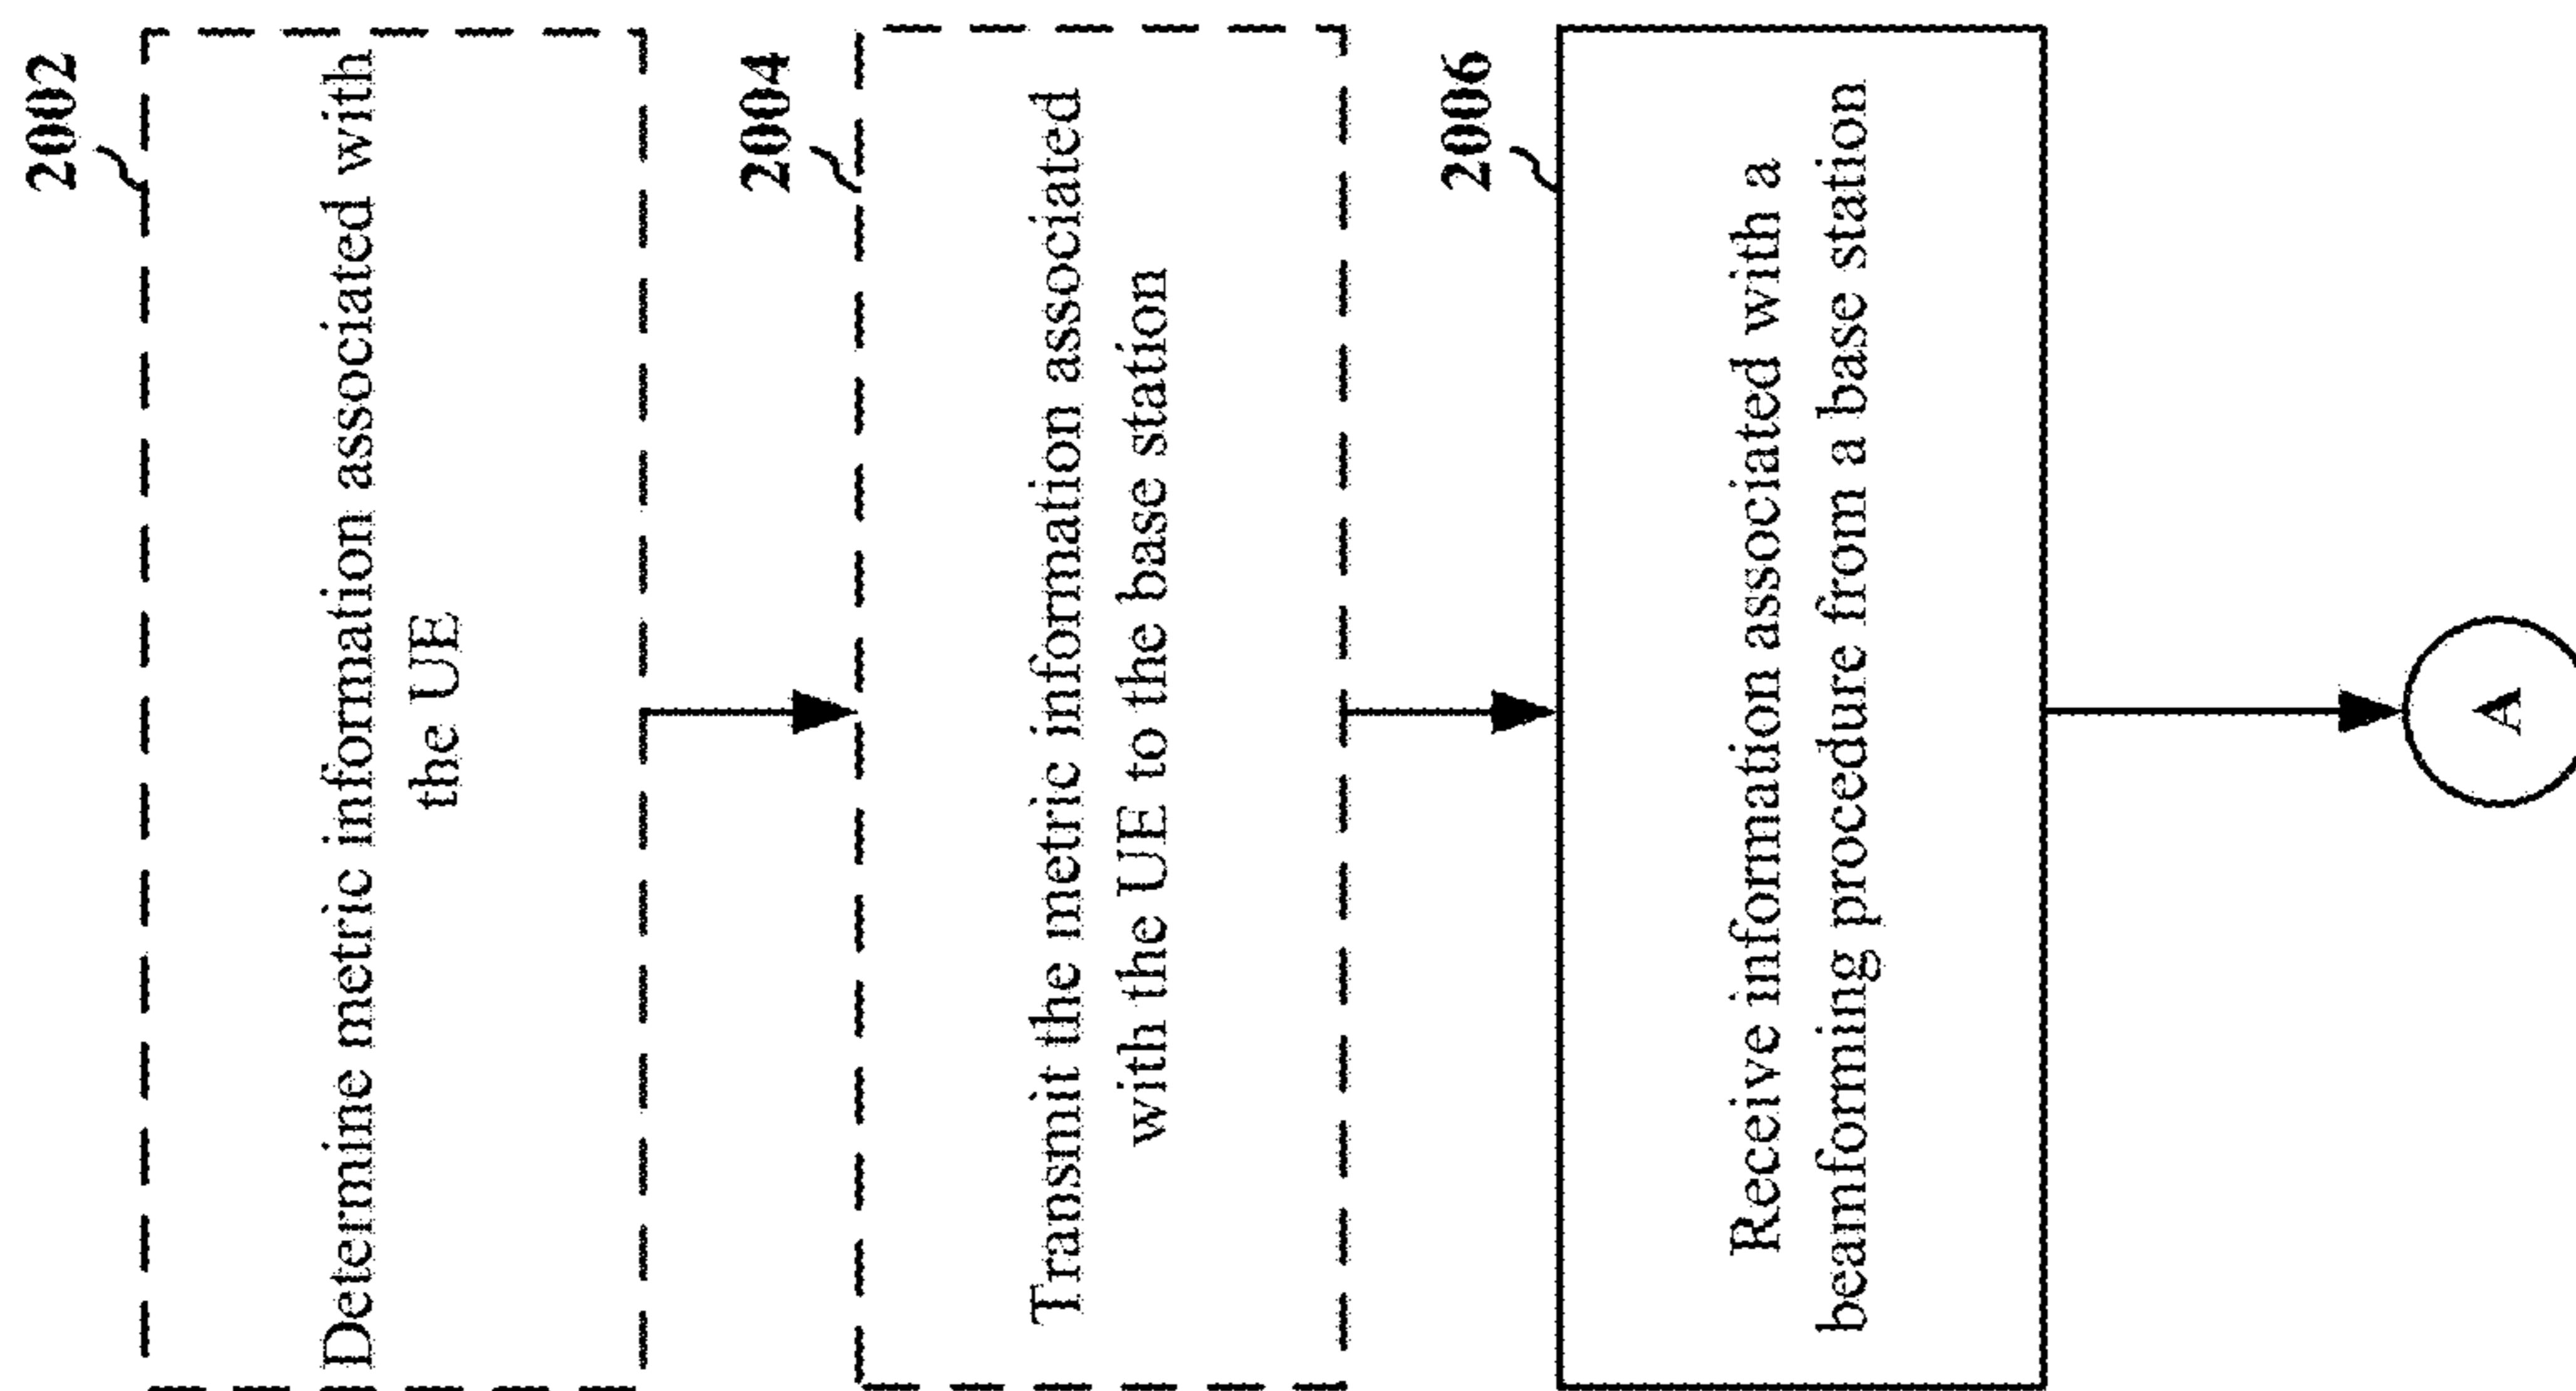 2002
Determine metric information associated with
the UE
2004
Transmit the metric information associated
with the UE to the base station
2006
Receive information associated with a
beamforming procedure from a base station
A